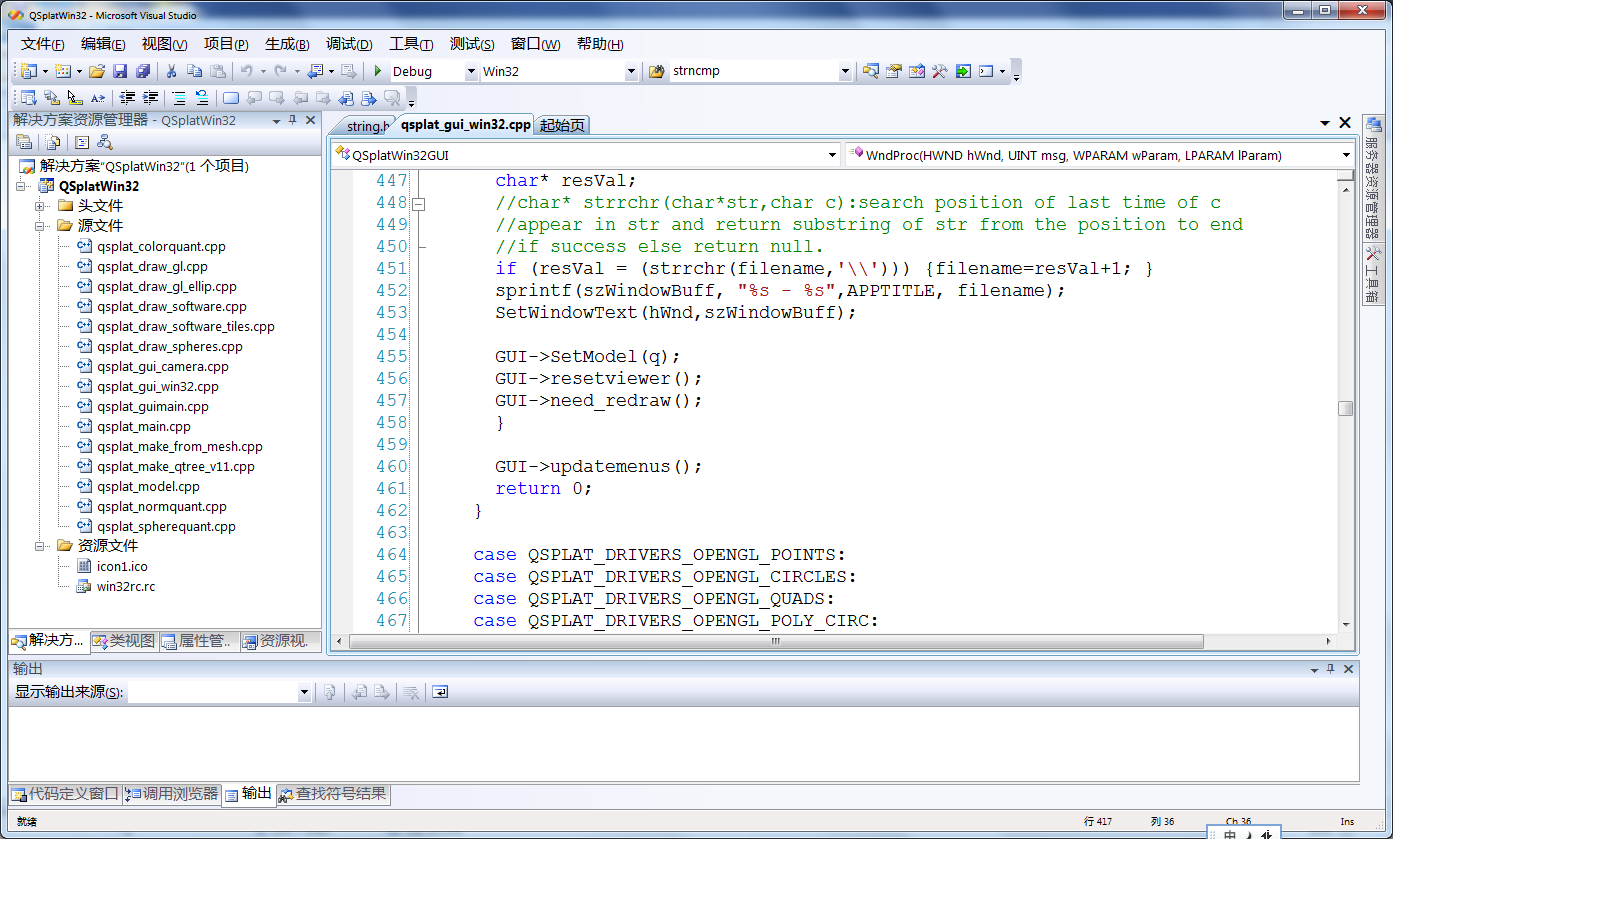 QSplatWin32 - Microsoft Visual Studio
文件(F) 编辑(E) 视图(V) 项目(P) 生成(B) 调试(D) 工具(T) 测试(S) 窗口(W) 帮助(H)
Debug Win32 strncmp
解决方案资源管理器 - QSplatWin32
解决方案"QSplatWin32"(1 个项目)
QSplatWin32
头文件
源文件
qsplat_colorquant.cpp
qsplat_draw_gl.cpp
qsplat_draw_gl_ellip.cpp
qsplat_draw_software.cpp
qsplat_draw_software_tiles.cpp
qsplat_draw_spheres.cpp
qsplat_gui_camera.cpp
qsplat_gui_win32.cpp
qsplat_guimain.cpp
qsplat_main.cpp
qsplat_make_from_mesh.cpp
qsplat_make_qtree_v11.cpp
qsplat_model.cpp
qsplat_normquant.cpp
qsplat_spherequant.cpp
资源文件
icon1.ico
win32rc.rc
解决方... 类视图 属性管... 资源视.
string.h qsplat_gui_win32.cpp 起始页
QSplatWin32GUI WndProc(HWND hWnd, UINT msg, WPARAM wParam, LPARAM lParam)
447 char* resVal;
448 //char* strrchr(char*str,char c):search position of last time of c
449 //appear in str and return substring of str from the position to end
450 //if success else return null.
451 if (resVal = (strrchr(filename,'\\'))) {filename=resVal+1; }
452 sprintf(szWindowBuff, "%s - %s",APPTITLE, filename);
453 SetWindowText(hWnd,szWindowBuff);
454
455 GUI->SetModel(q);
456 GUI->resetviewer();
457 GUI->need_redraw();
458 }
459
460 GUI->updatemenus();
461 return 0;
462 }
463
464 case QSPLAT_DRIVERS_OPENGL_POINTS:
465 case QSPLAT_DRIVERS_OPENGL_CIRCLES:
466 case QSPLAT_DRIVERS_OPENGL_QUADS:
467 case QSPLAT_DRIVERS_OPENGL_POLY_CIRC:
服务器资源管理器
工具箱
输出
显示输出来源(S):
代码定义窗口 调用浏览器 输出 查找符号结果
就绪 行 417 列 36 Ch 36 Ins
中